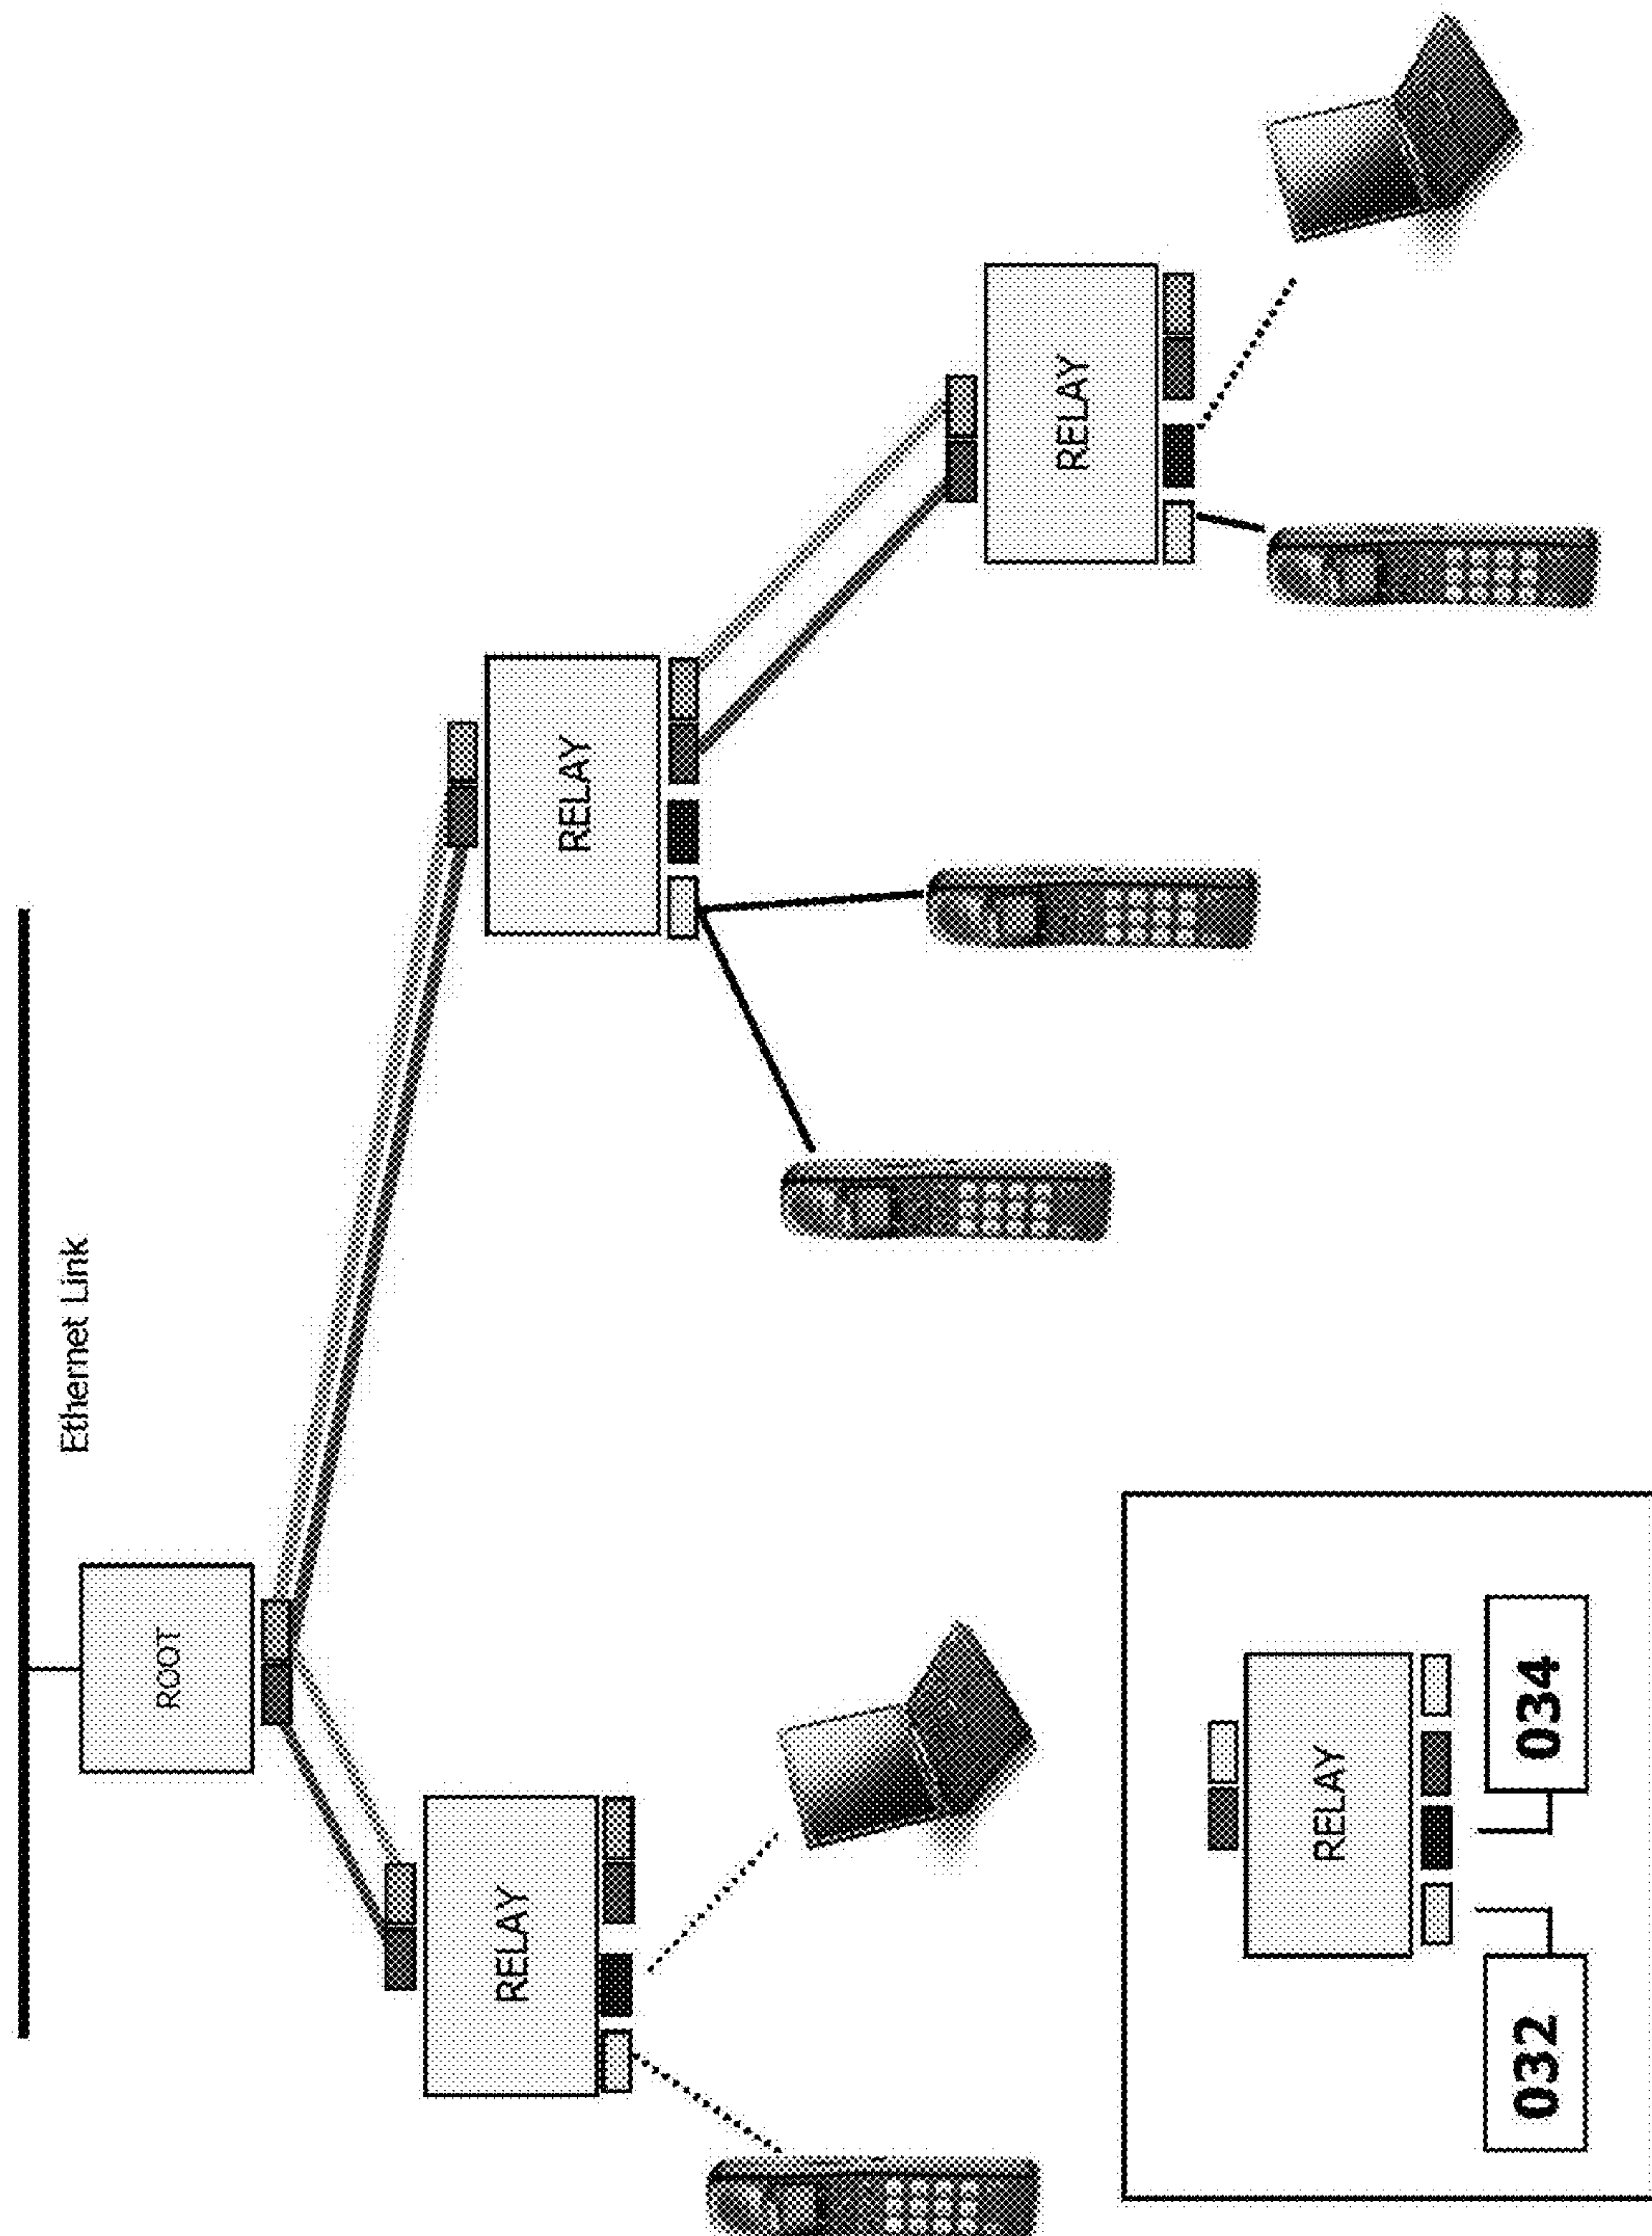 Ethernet Link
ROOT
RELAY
RELAY
RELAY
RELAY
032
034